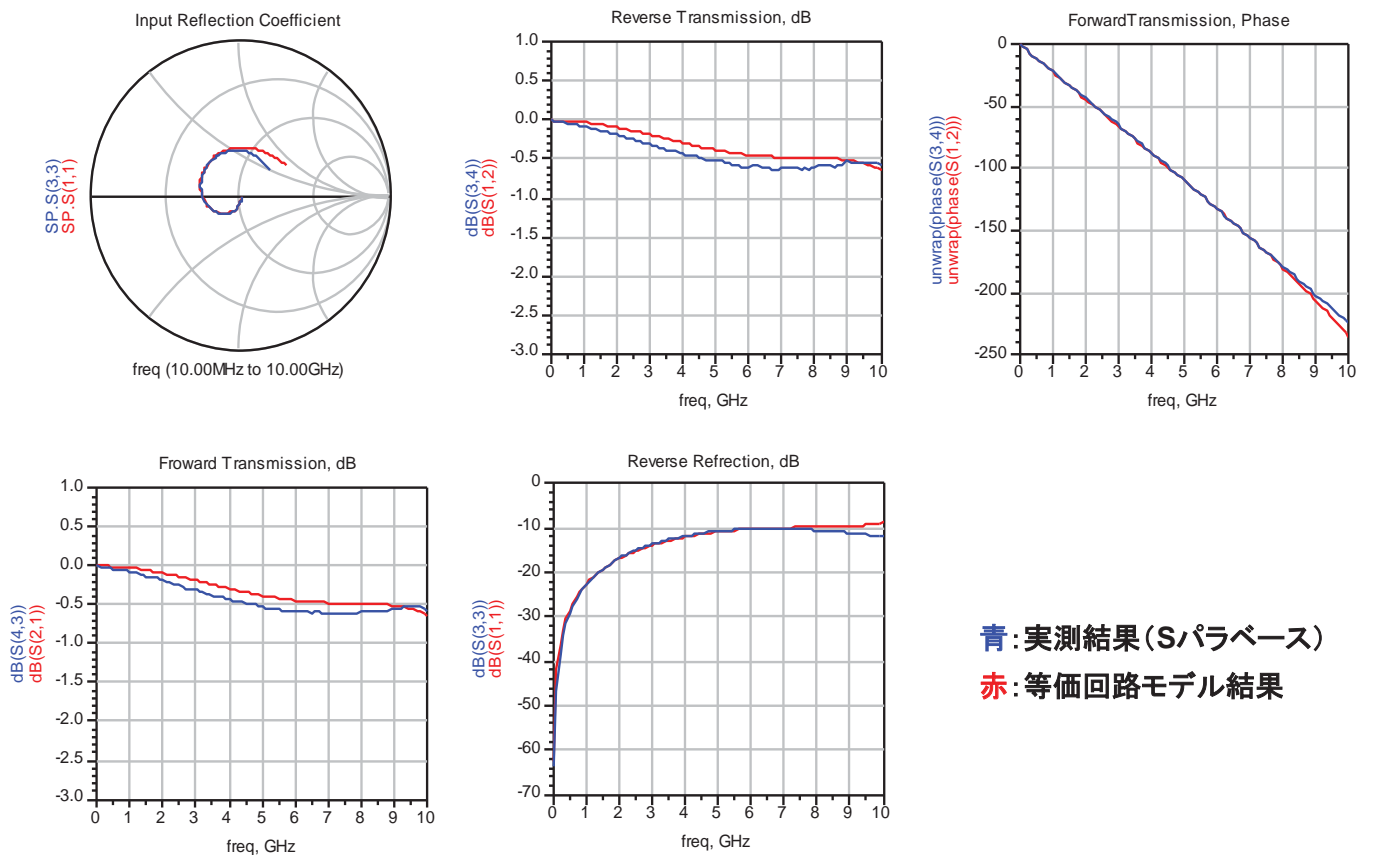 Input Reflection Coefficient
SP.S(3,3)
SP.S(1,1)
freq (10.00MHz to 10.00GHz)
Reverse Transmission, dB
dB(S(3,4))
dB(S(1,2))
1.0
0.5
0.0
-0.5
-1.0
-1.5
-2.0
-2.5
-3.0
0 1 2 3 4 5 6 7 8 9 10
freq, GHz
ForwardTransmission, Phase
unwrap(phase(S(3,4)))
unwrap(phase(S(1,2)))
0
-50
-100
-150
-200
-250
0 1 2 3 4 5 6 7 8 9 10
freq, GHz
Froward Transmission, dB
dB(S(4,3))
dB(S(2,1))
1.0
0.5
0.0
-0.5
-1.0
-1.5
-2.0
-2.5
-3.0
0 1 2 3 4 5 6 7 8 9 10
freq, GHz
Reverse Refrection, dB
dB(S(3,3))
dB(S(1,1))
0
-10
-20
-30
-40
-50
-60
-70
0 1 2 3 4 5 6 7 8 9 10
freq, GHz
青:実測結果(Sパラベース)
赤:等価回路モデル結果